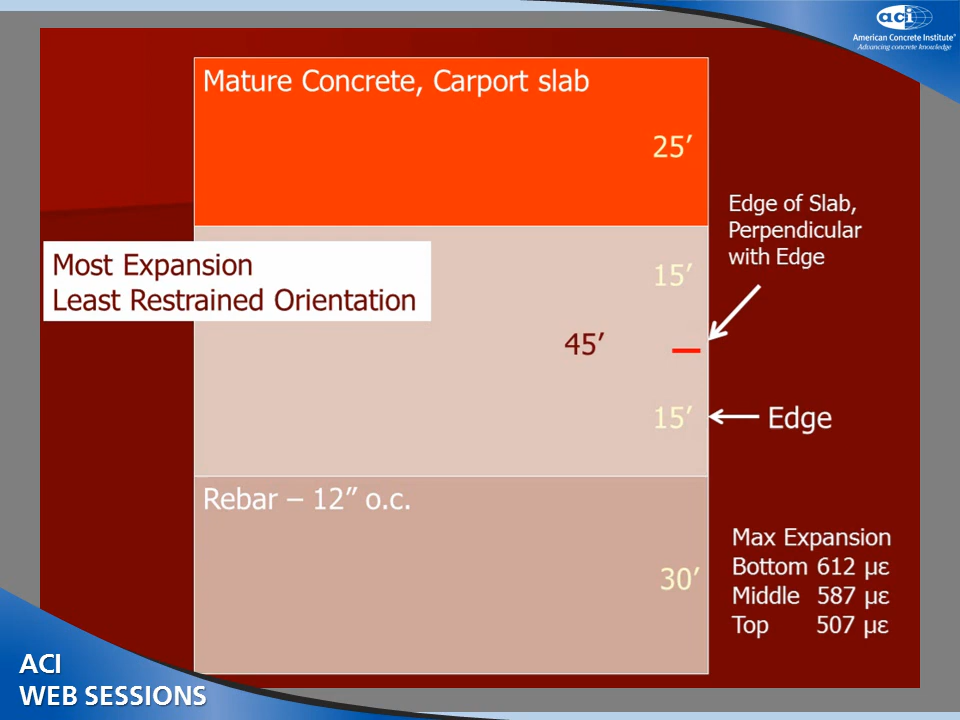 aci
American Concrete Institute®
Advancing concrete knowledge
Mature Concrete, Carport slab
25’
Edge of Slab,
Perpendicular
with Edge
Most Expansion
Least Restrained Orientation
15’
45’
15’
Edge
Rebar – 12” o.c.
Max Expansion
Bottom 612 µε
Middle 587 µε
Top 507 µε
30’
ACI
WEB SESSIONS